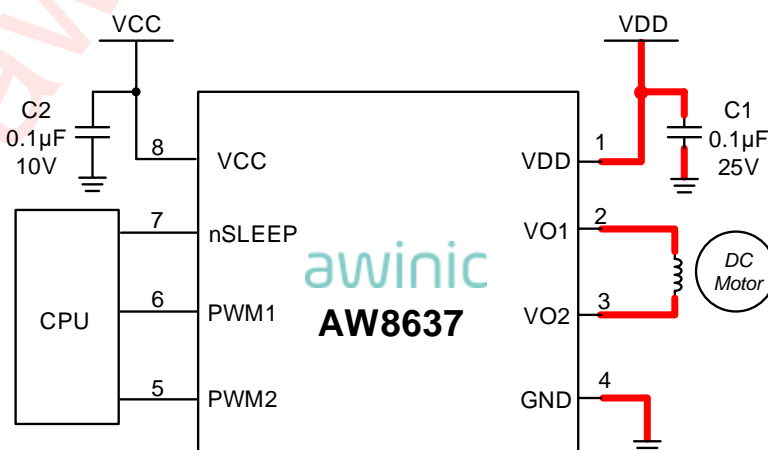 VCC
VDD
C2
0.1µF
10V
C1
0.1µF
25V
8
VCC
1
VDD
7
nSLEEP
2
VO1
awinic
AW8637
DC
Motor
CPU
6
PWM1
3
VO2
5
PWM2
4
GND